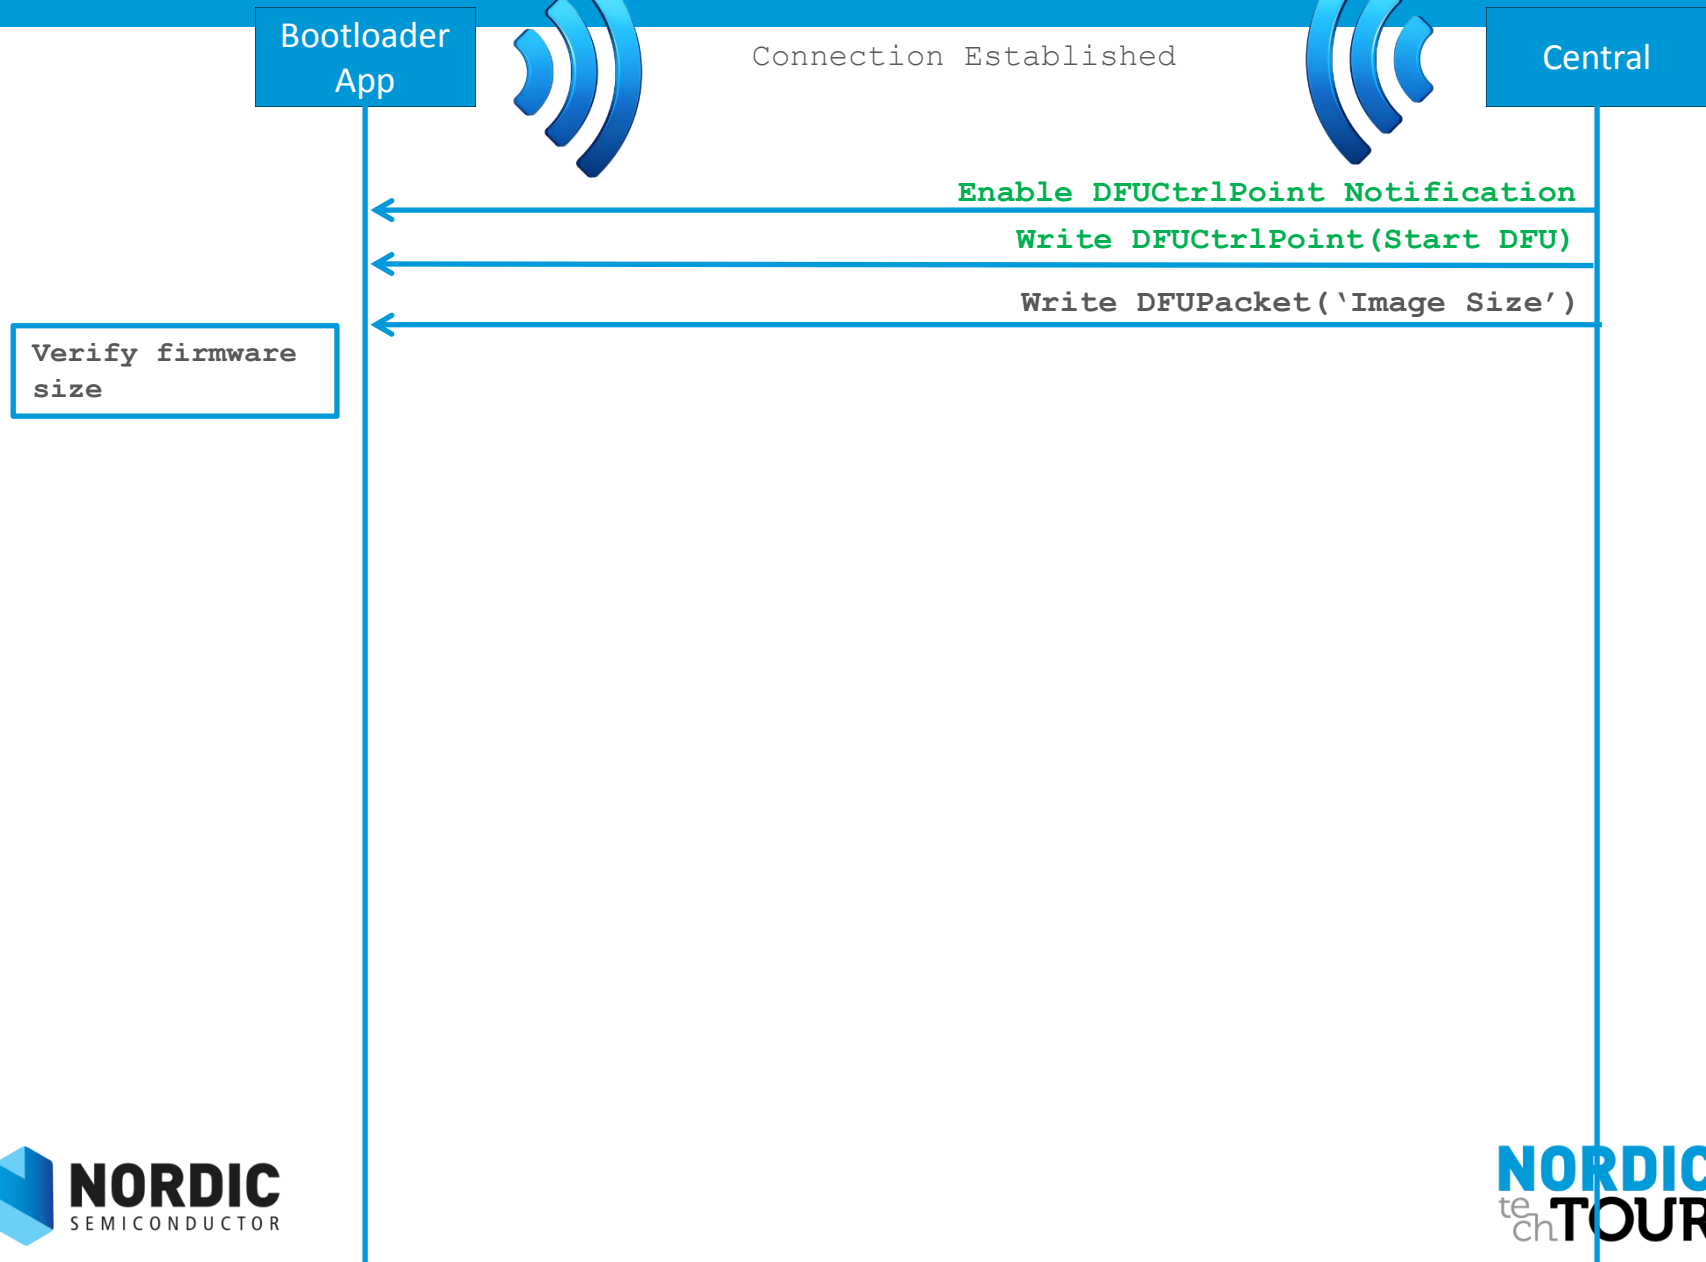 Bootloader
App
Connection Established
Central
Enable DFUCtrlPoint Notification
Write DFUCtrlPoint(Start DFU)
Write DFUPacket(‘Image Size’)
Verify firmware
size
NORDIC
SEMICONDUCTOR
NORDIC
tech TOUR